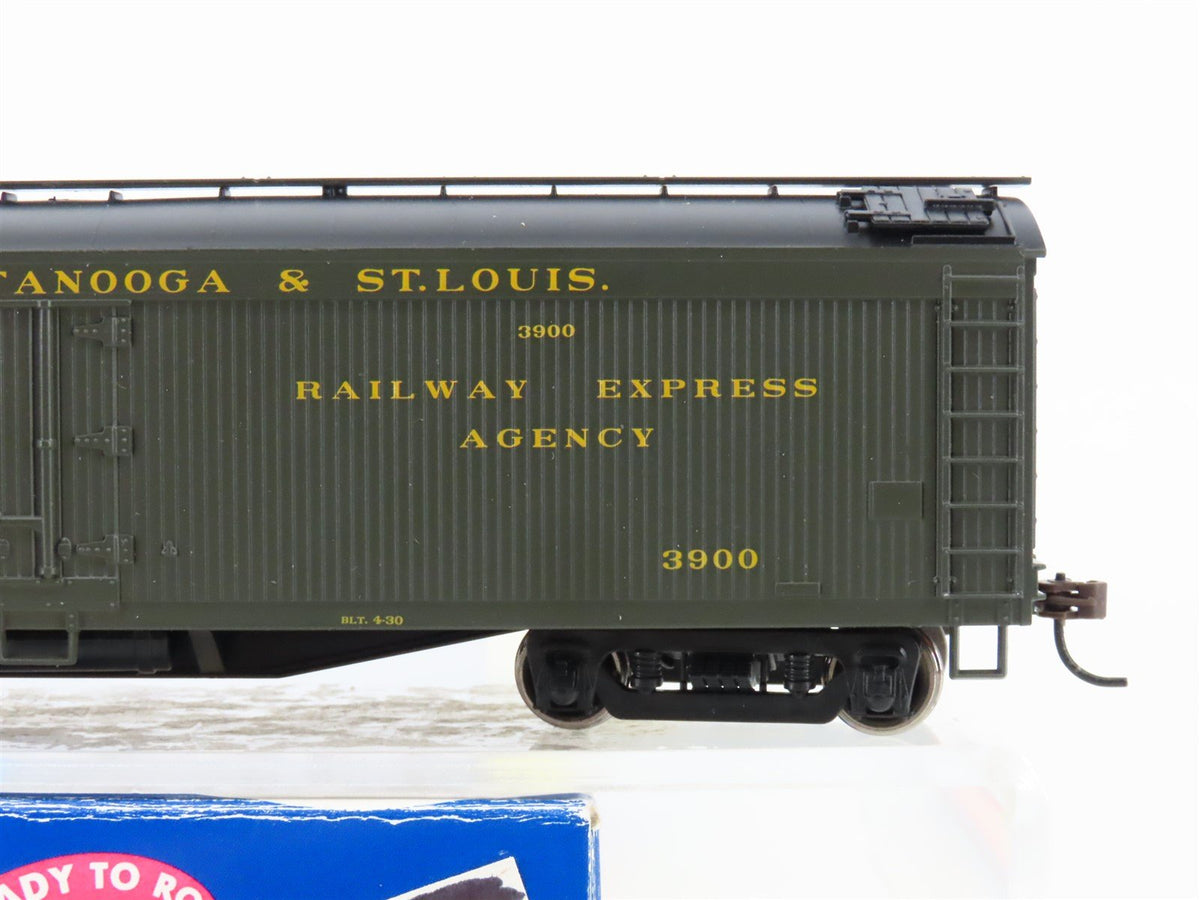 TANOOGA & ST. LOUIS.
3900
RAILWAY EXPRESS
AGENCY
3900
BLT. 4-30
ADY TO RO